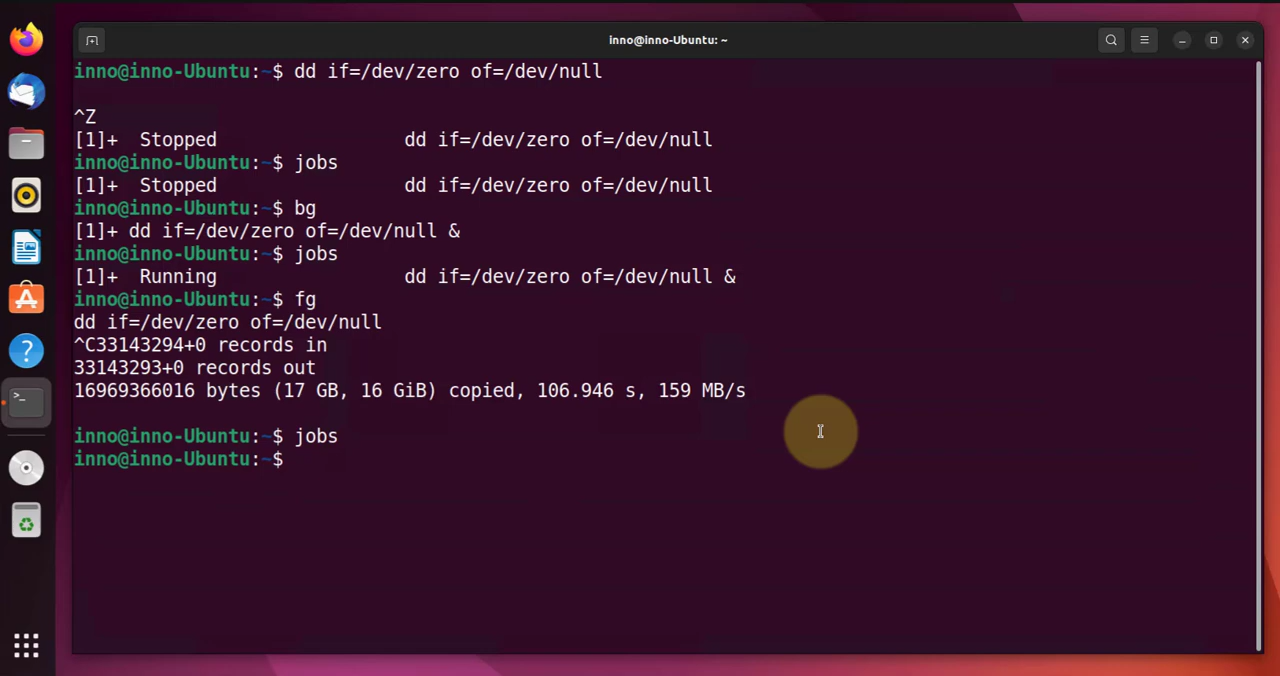 inno@inno-Ubuntu: ~
inno@inno-Ubuntu:~$ dd if=/dev/zero of=/dev/null
^Z
[1]+  Stopped                 dd if=/dev/zero of=/dev/null
inno@inno-Ubuntu:~$ jobs
[1]+  Stopped                 dd if=/dev/zero of=/dev/null
inno@inno-Ubuntu:~$ bg
[1]+ dd if=/dev/zero of=/dev/null &
inno@inno-Ubuntu:~$ jobs
[1]+  Running                 dd if=/dev/zero of=/dev/null &
inno@inno-Ubuntu:~$ fg
dd if=/dev/zero of=/dev/null
^C33143294+0 records in
33143293+0 records out
16969366016 bytes (17 GB, 16 GiB) copied, 106.946 s, 159 MB/s
inno@inno-Ubuntu:~$ jobs
inno@inno-Ubuntu:~$